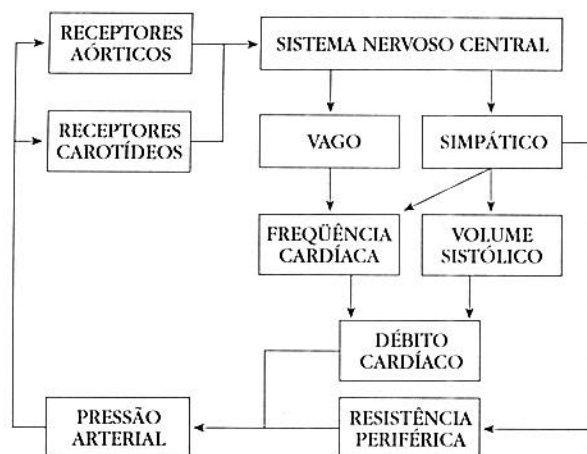 RECEPTORES
AÓRTICOS
SISTEMA NERVOSO CENTRAL
RECEPTORES
CAROTÍDEOS
VAGO
SIMPÁTICO
FREQÜÊNCIA
CARDÍACA
VOLUME
SISTÓLICO
DÉBITO
CARDÍACO
PRESSÃO
ARTERIAL
RESISTÊNCIA
PERIFÉRICA